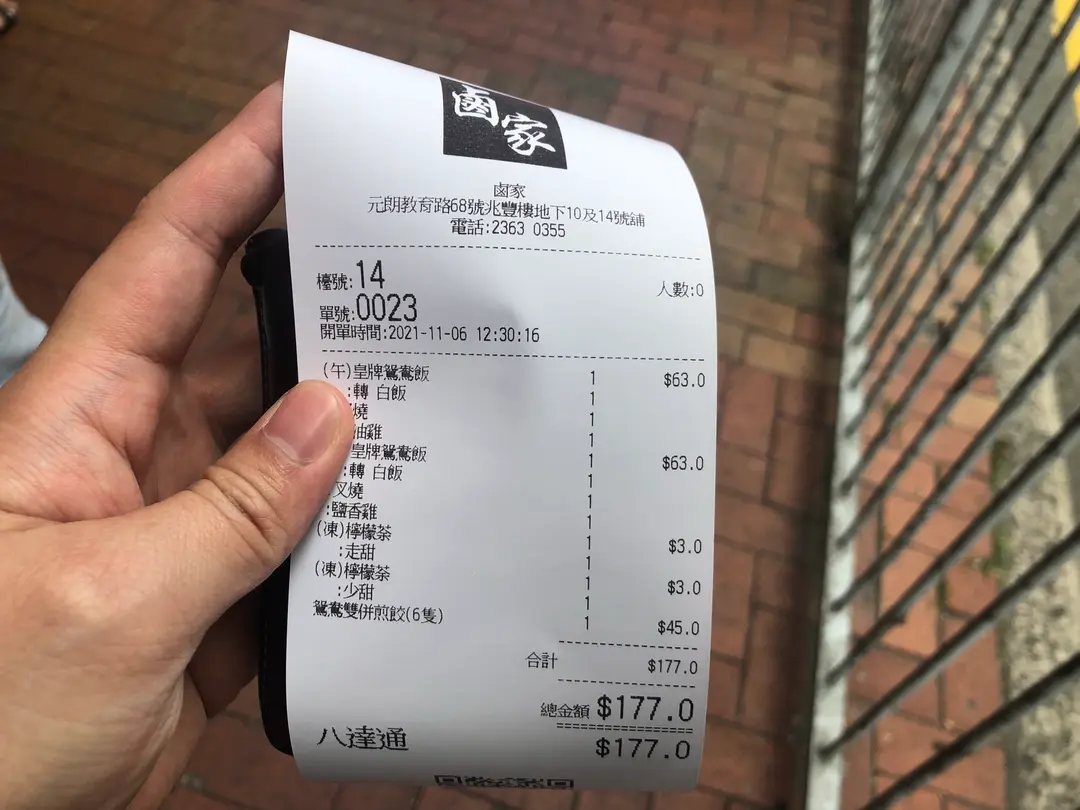 鹵家
鹵家
元朗教育路68號兆豐樓地下10及14號舖
電話:2363 0355
檯號:14 人數:0
單號:0023
開單時間:2021-11-06 12:30:16
(午)皇牌鴛鴦飯 1 $63.0
:轉 白飯 1
燒 1
油雞 1
皇牌鴛鴦飯 1 $63.0
:轉 白飯 1
叉燒 1
:鹽香雞 1
(凍)檸檬茶 1 $3.0
:走甜 1
(凍)檸檬茶 1 $3.0
:少甜 1
鴛鴦雙併煎餃(6隻) 1 $45.0
合計 $177.0
總金額 $177.0
八達通 $177.0